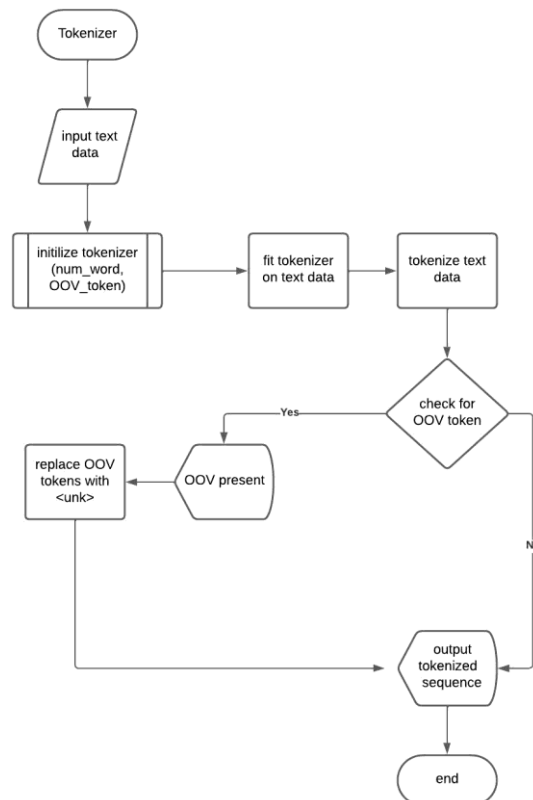 Tokenizer
input text
data
initilize tokenizer
(num_word,
OOV_token)
fit tokenizer
on text data
tokenize text
data
check for
OOV token
Yes
OOV present
replace OOV
tokens with
<unk>
N
output
tokenized
sequence
end